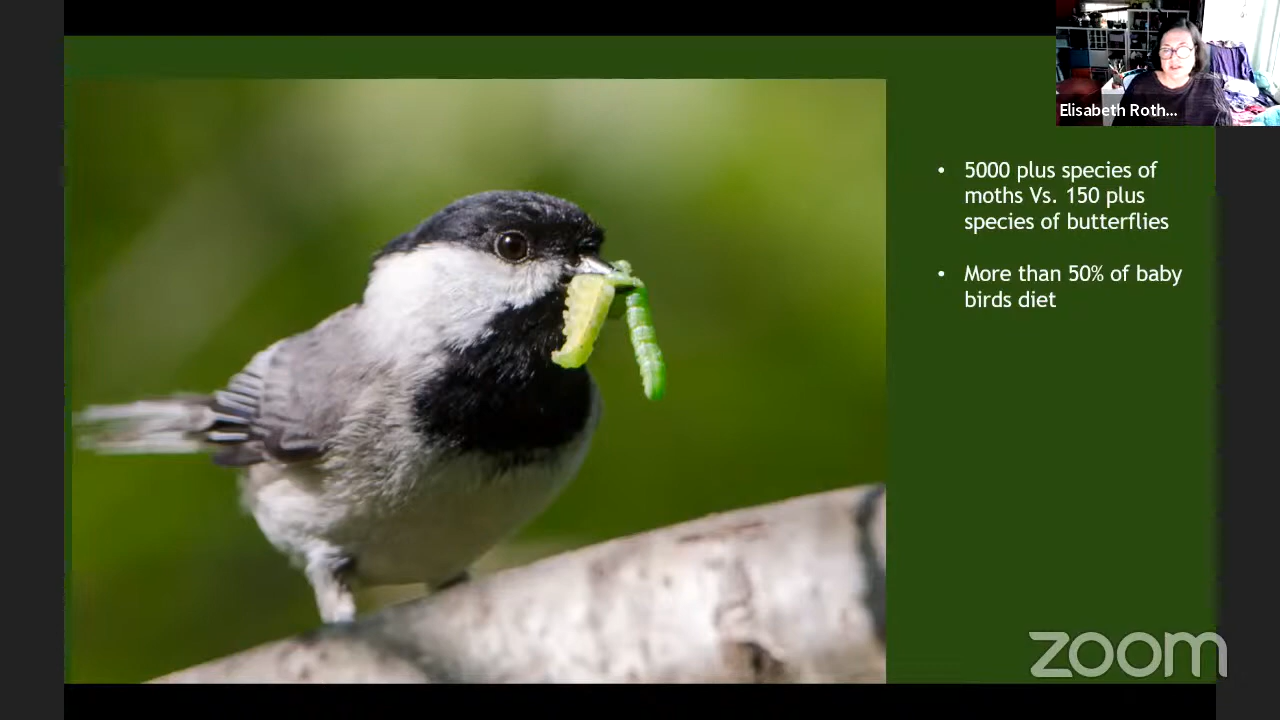 Elisabeth Roth...
• 5000 plus species of
moths Vs. 150 plus
species of butterflies
• More than 50% of baby
birds diet
zoom